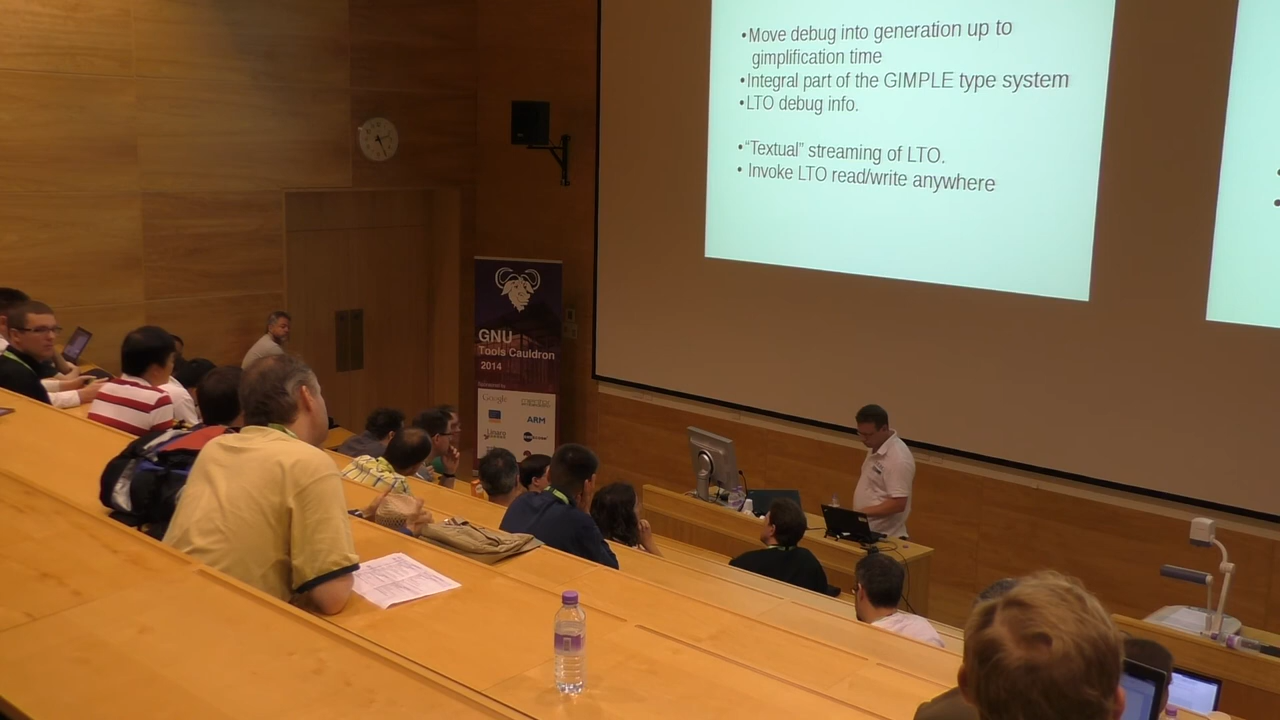 •Move debug into generation up to
gimplification time
•Integral part of the GIMPLE type system
•LTO debug info.
•“Textual” streaming of LTO.
• Invoke LTO read/write anywhere
GNU
Tools Cauldron
2014
Google
ARM